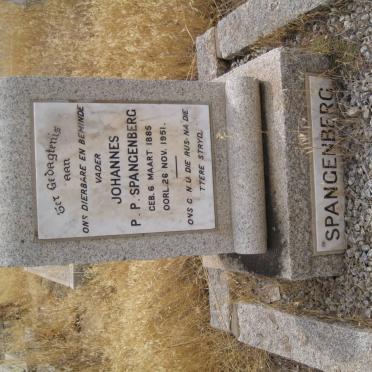 Ter Gedagtenis
aan
ONS DIERBARE EN BEMINDE
VADER
JOHANNES
P. P. SPANGENBERG
GEB. 6 MAART 1885
OORL. 26 NOV. 1951.
ONS G N U DIE RUS NA DIE
TTERE STRYD.
SPANGENBERG.